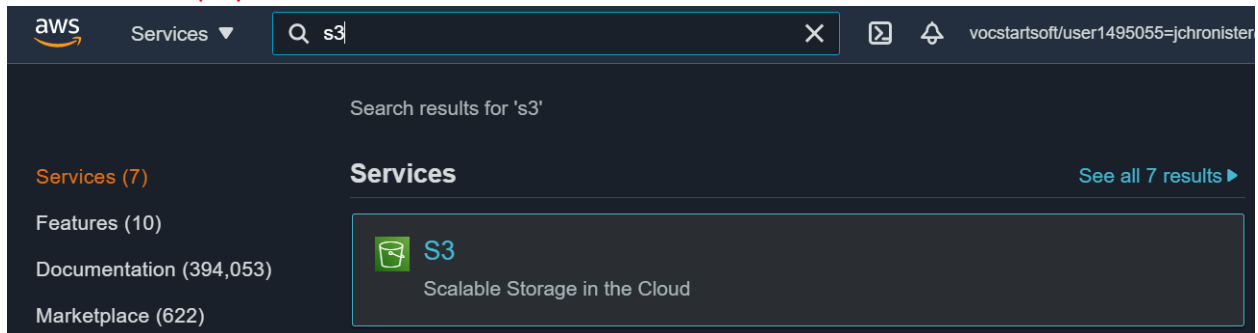 aws Services ▼ s3 vocstartsoft/user1495055=jchronister
Search results for 's3'
Services (7)
Features (10)
Documentation (394,053)
Marketplace (622)
Services
See all 7 results ▶
S3
Scalable Storage in the Cloud